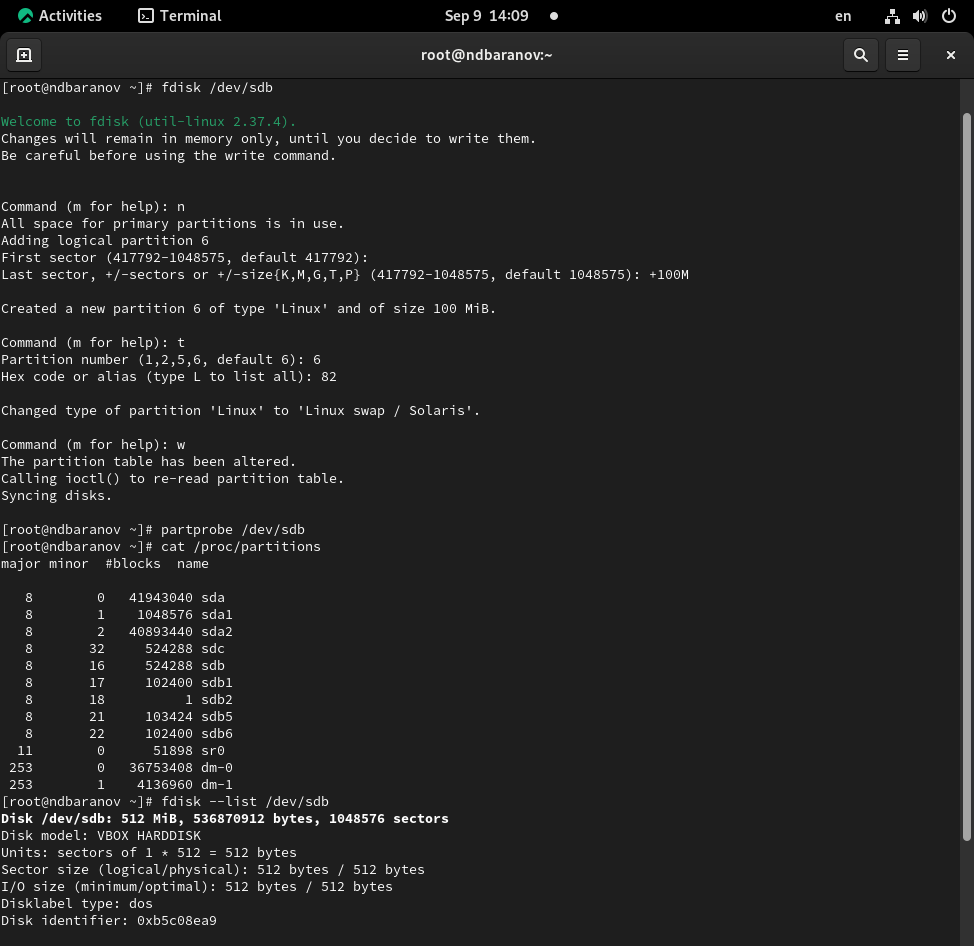 Activities Terminal Sep 9 14:09 en
root@ndbaranov:~
[root@ndbaranov ~]# fdisk /dev/sdb
Welcome to fdisk (util-linux 2.37.4).
Changes will remain in memory only, until you decide to write them.
Be careful before using the write command.
Command (m for help): n
All space for primary partitions is in use.
Adding logical partition 6
First sector (417792-1048575, default 417792):
Last sector, +/-sectors or +/-size{K,M,G,T,P} (417792-1048575, default 1048575): +100M
Created a new partition 6 of type 'Linux' and of size 100 MiB.
Command (m for help): t
Partition number (1,2,5,6, default 6): 6
Hex code or alias (type L to list all): 82
Changed type of partition 'Linux' to 'Linux swap / Solaris'.
Command (m for help): w
The partition table has been altered.
Calling ioctl() to re-read partition table.
Syncing disks.
[root@ndbaranov ~]# partprobe /dev/sdb
[root@ndbaranov ~]# cat /proc/partitions
major minor  #blocks  name
   8        0   41943040 sda
   8        1    1048576 sda1
   8        2   40893440 sda2
   8       32     524288 sdc
   8       16     524288 sdb
   8       17     102400 sdb1
   8       18          1 sdb2
   8       21     103424 sdb5
   8       22     102400 sdb6
  11        0      51898 sr0
 253        0   36753408 dm-0
 253        1    4136960 dm-1
[root@ndbaranov ~]# fdisk --list /dev/sdb
Disk /dev/sdb: 512 MiB, 536870912 bytes, 1048576 sectors
Disk model: VBOX HARDDISK
Units: sectors of 1 * 512 = 512 bytes
Sector size (logical/physical): 512 bytes / 512 bytes
I/O size (minimum/optimal): 512 bytes / 512 bytes
Disklabel type: dos
Disk identifier: 0xb5c08ea9